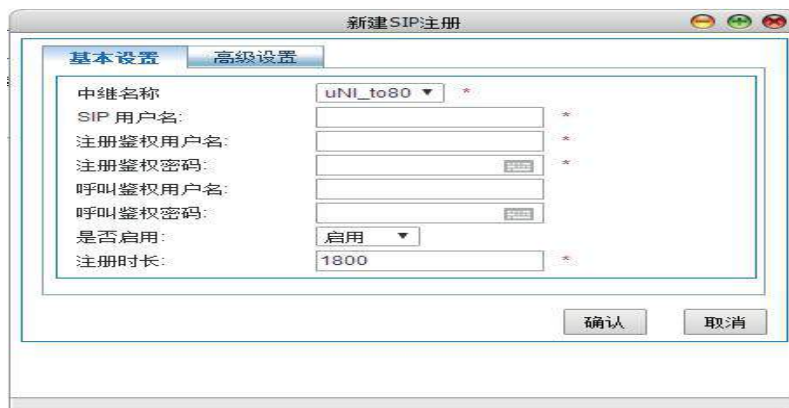 新建SIP注册
基本设置 高级设置
中继名称 uNI_to80 *
SIP 用户名: *
注册鉴权用户名: *
注册鉴权密码: *
呼叫鉴权用户名:
呼叫鉴权密码:
是否启用: 启用
注册时长: 1800 *
确认 取消